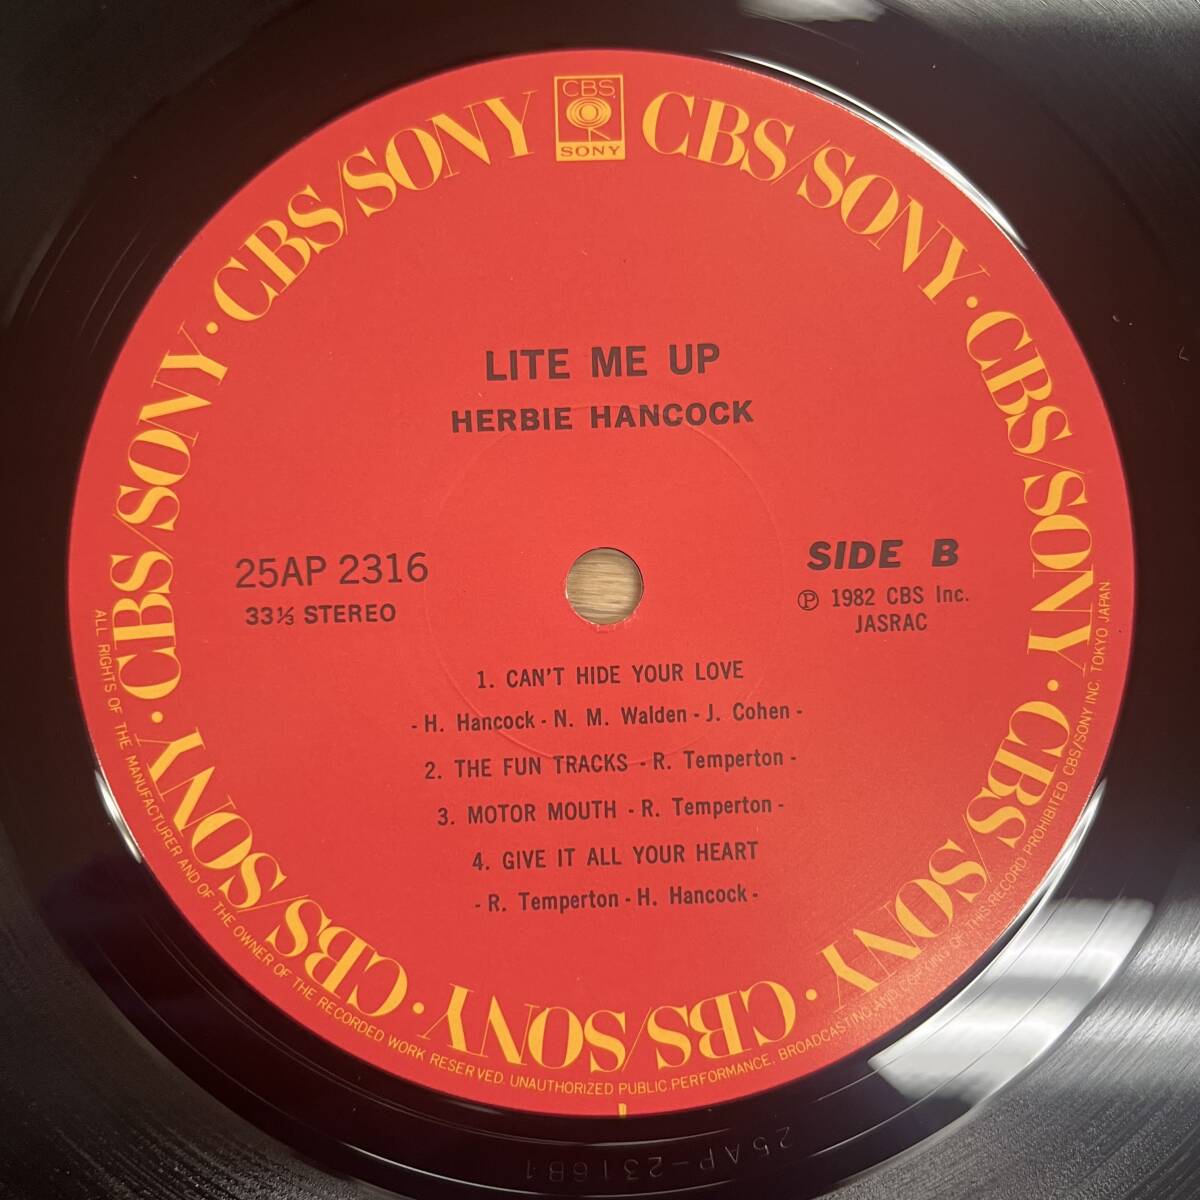 CBS
SONY
CBS/SONY · CBS/SONY · CBS/SONY · CBS/SONY · CBS/SONY · CBS/SONY · CBS/SONY · CBS/SONY
LITE ME UP
HERBIE HANCOCK
25AP 2316
33⅓ STEREO
SIDE B
Ⓟ 1982 CBS Inc.
JASRAC
1. CAN'T HIDE YOUR LOVE
- H. Hancock - N. M. Walden - J. Cohen -
2. THE FUN TRACKS - R. Temperton -
3. MOTOR MOUTH - R. Temperton -
4. GIVE IT ALL YOUR HEART
- R. Temperton - H. Hancock -
ALL RIGHTS OF THE MANUFACTURER AND OF THE OWNER OF THE RECORDED WORK RESERVED. UNAUTHORIZED PUBLIC PERFORMANCE, BROADCASTING AND COPYING OF THIS RECORD PROHIBITED. CBS/SONY INC. TOKYO JAPAN
25AP-2316B1